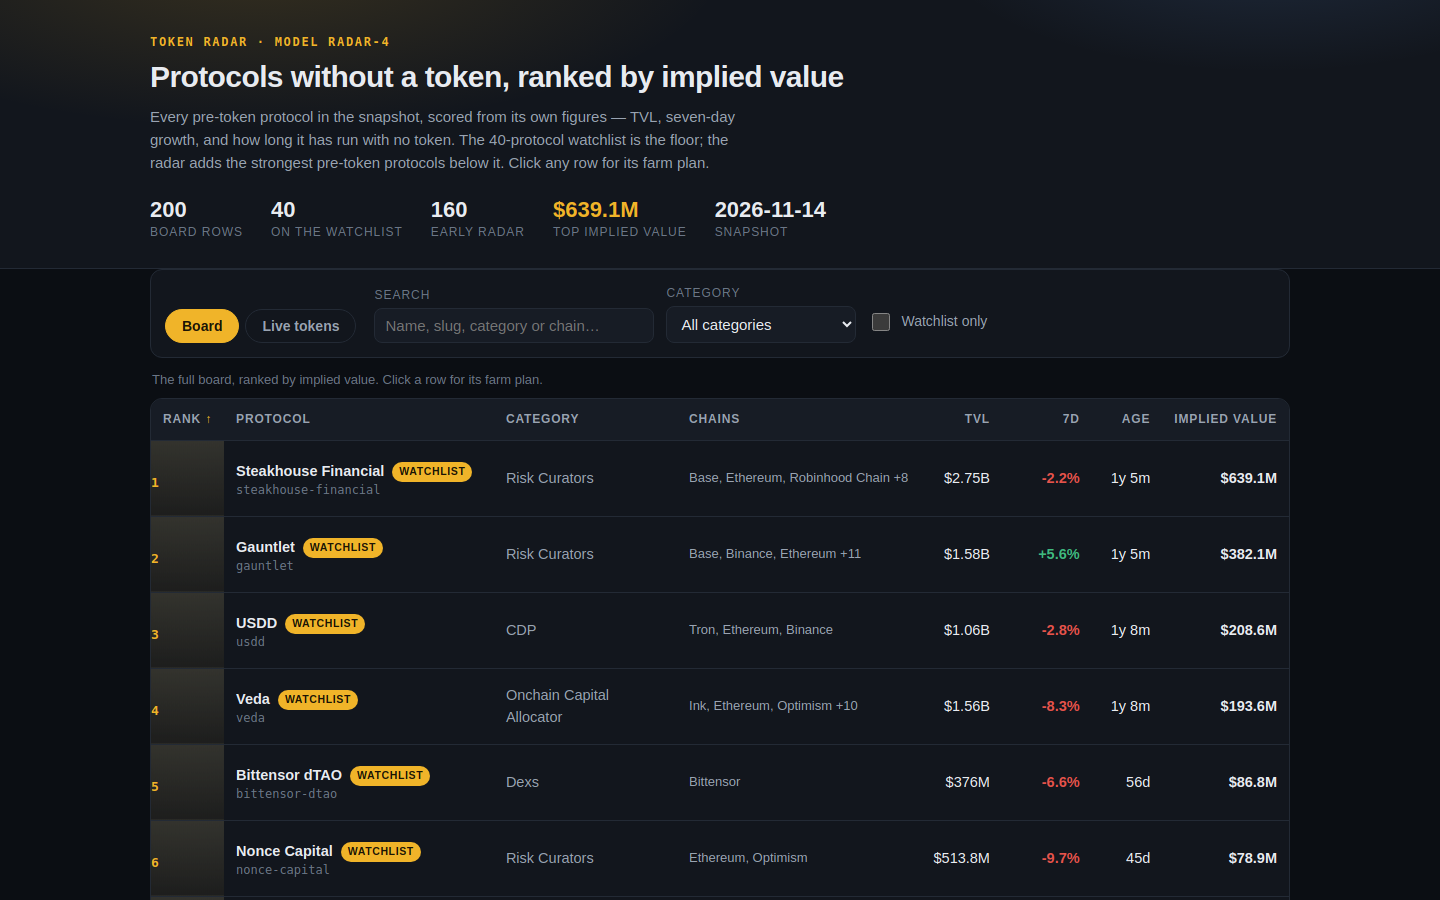 TOKEN RADAR · MODEL RADAR-4
Protocols without a token, ranked by implied value
Every pre-token protocol in the snapshot, scored from its own figures — TVL, seven-day
growth, and how long it has run with no token. The 40-protocol watchlist is the floor; the
radar adds the strongest pre-token protocols below it. Click any row for its farm plan.
200 40 160 $639.1M 2026-11-14
BOARD ROWS ON THE WATCHLIST EARLY RADAR TOP IMPLIED VALUE SNAPSHOT
SEARCH CATEGORY
Board Live tokens Name, slug, category or chain… All categories Watchlist only
The full board, ranked by implied value. Click a row for its farm plan.
RANK ↑ PROTOCOL CATEGORY CHAINS TVL 7D AGE IMPLIED VALUE
1 Steakhouse Financial WATCHLIST Risk Curators Base, Ethereum, Robinhood Chain +8 $2.75B -2.2% 1y 5m $639.1M
steakhouse-financial
2 Gauntlet WATCHLIST Risk Curators Base, Binance, Ethereum +11 $1.58B +5.6% 1y 5m $382.1M
gauntlet
3 USDD WATCHLIST CDP Tron, Ethereum, Binance $1.06B -2.8% 1y 8m $208.6M
usdd
4 Veda WATCHLIST Onchain Capital Allocator Ink, Ethereum, Optimism +10 $1.56B -8.3% 1y 8m $193.6M
veda
5 Bittensor dTAO WATCHLIST Dexs Bittensor $376M -6.6% 56d $86.8M
bittensor-dtao
6 Nonce Capital WATCHLIST Risk Curators Ethereum, Optimism $513.8M -9.7% 45d $78.9M
nonce-capital